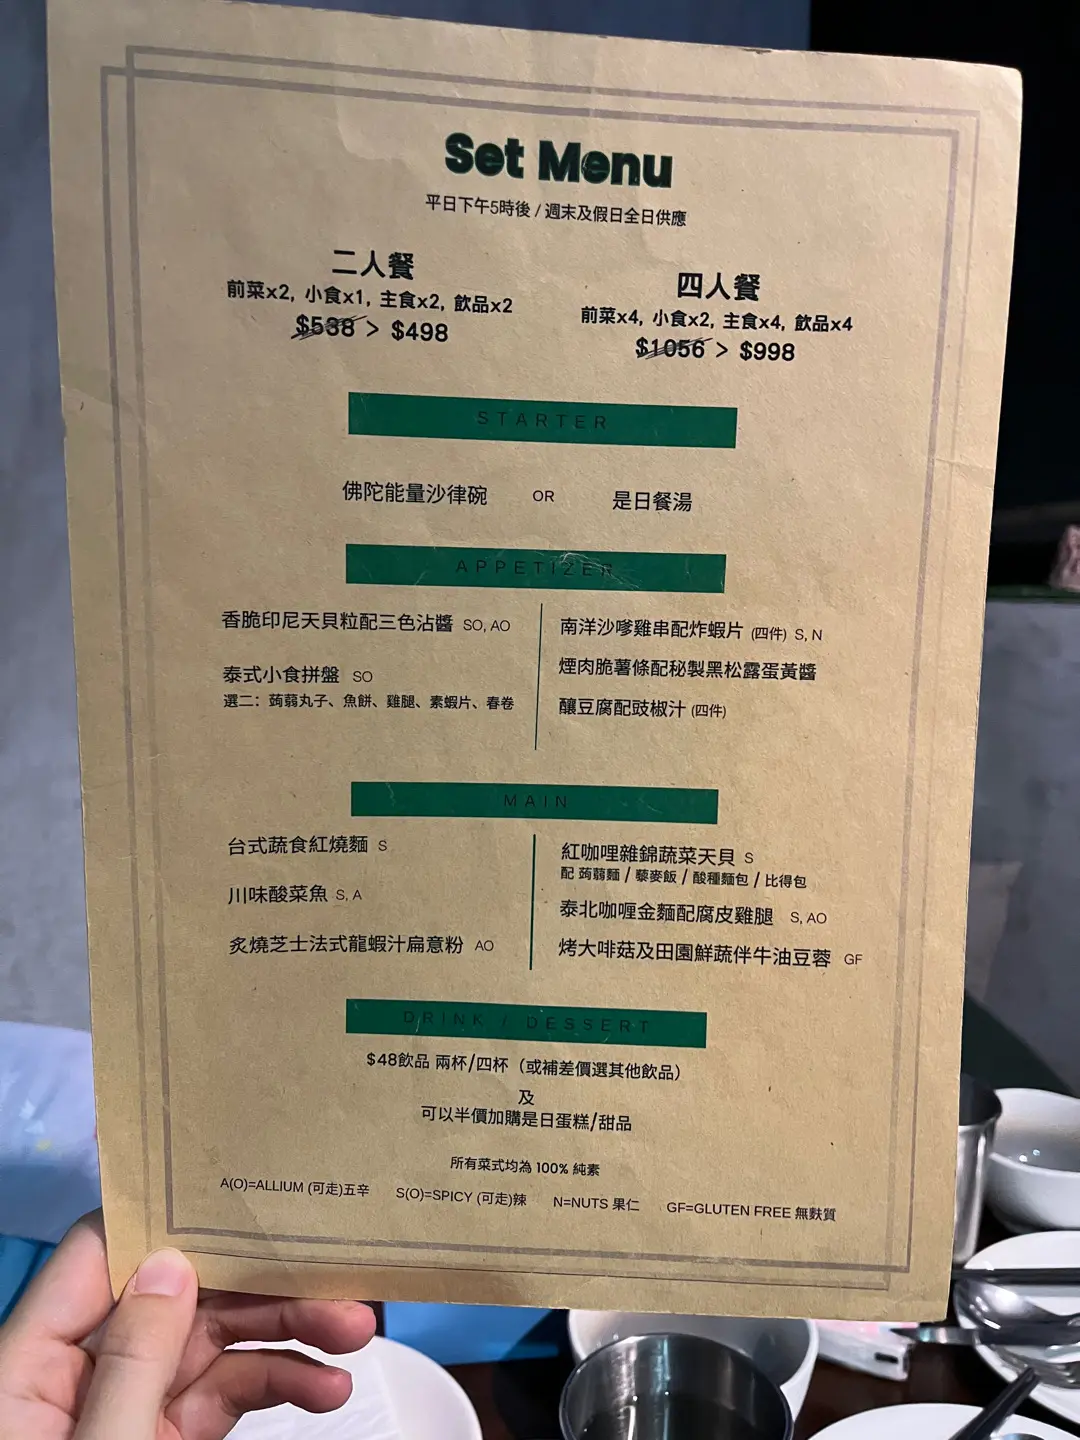 Set Menu
平日下午5時後 / 週末及假日全日供應
二人餐
前菜x2, 小食x1, 主食x2, 飲品x2
$538 > $498
四人餐
前菜x4, 小食x2, 主食x4, 飲品x4
$1056 > $998
STARTER
佛陀能量沙律碗 OR 是日餐湯
APPETIZER
香脆印尼天貝粒配三色沾醬 SO, AO
泰式小食拼盤 SO
選二：蒟蒻丸子、魚餅、雞腿、素蝦片、春卷
南洋沙嗲雞串配炸蝦片 (四件) S, N
煙肉脆薯條配秘製黑松露蛋黃醬
釀豆腐配豉椒汁 (四件)
MAIN
台式蔬食紅燒麵 S
川味酸菜魚 S, A
炙燒芝士法式龍蝦汁扁意粉 AO
紅咖哩雜錦蔬菜天貝 S
配 蒟蒻麵 / 藜麥飯 / 酸種麵包 / 比得包
泰北咖喱金麵配腐皮雞腿 S, AO
烤大啡菇及田園鮮蔬伴牛油豆蓉 GF
DRINK / DESSERT
$48飲品 兩杯/四杯（或補差價選其他飲品）
及
可以半價加購是日蛋糕/甜品
所有菜式均為 100% 純素
A(O)=ALLIUM (可走)五辛 S(O)=SPICY (可走)辣 N=NUTS 果仁 GF=GLUTEN FREE 無麩質